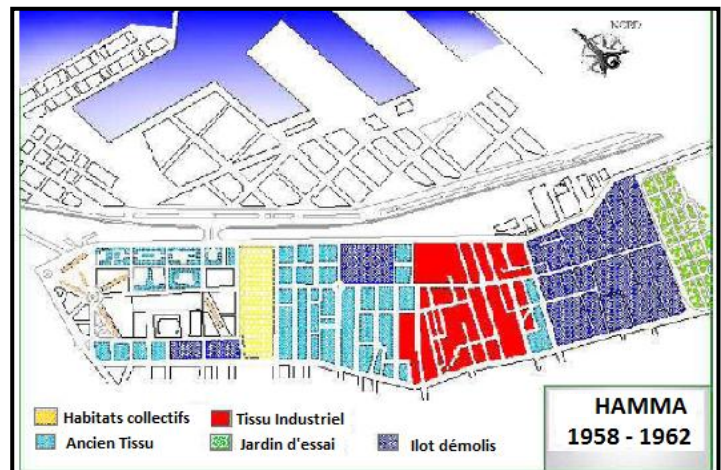 NORD
Habitats collectifs
Tissu Industriel
Ancien Tissu
Jardin d'essai
Ilot démolis
HAMMA
1958 - 1962